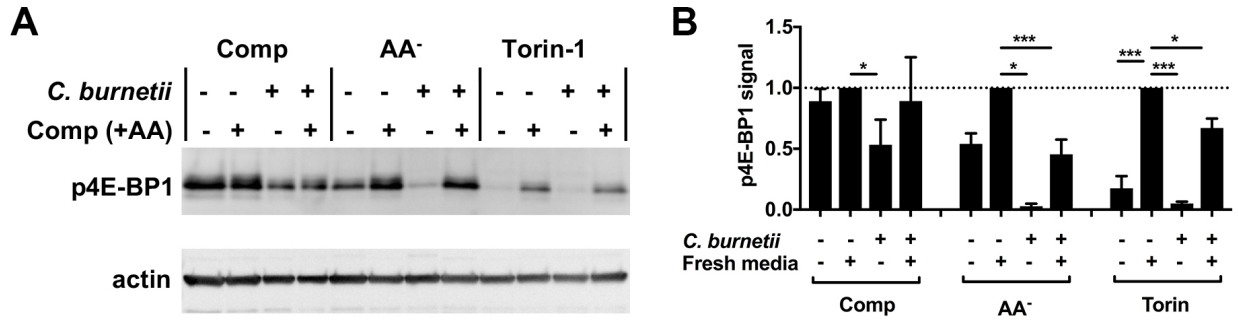 A
Comp AA- Torin-1
C. burnetii - - + + - - + + - - + +
Comp (+AA) - + - + - + - + - + - +
p4E-BP1
actin
B
p4E-BP1 signal
1.5
1.0
0.5
0.0
* *** * *** * ***
C. burnetii - - + + - - + + - - + +
Fresh media - + - + - + - + - + - +
Comp AA- Torin